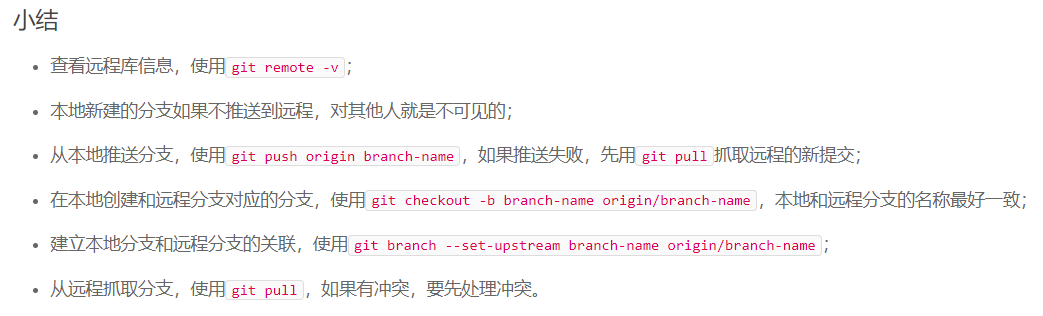 小结
查看远程库信息，使用git remote -v；
本地新建的分支如果不推送到远程，对其他人就是不可见的；
从本地推送分支，使用git push origin branch-name，如果推送失败，先用git pull抓取远程的新提交；
在本地创建和远程分支对应的分支，使用git checkout -b branch-name origin/branch-name，本地和远程分支的名称最好一致；
建立本地分支和远程分支的关联，使用git branch --set-upstream branch-name origin/branch-name；
从远程抓取分支，使用git pull，如果有冲突，要先处理冲突。